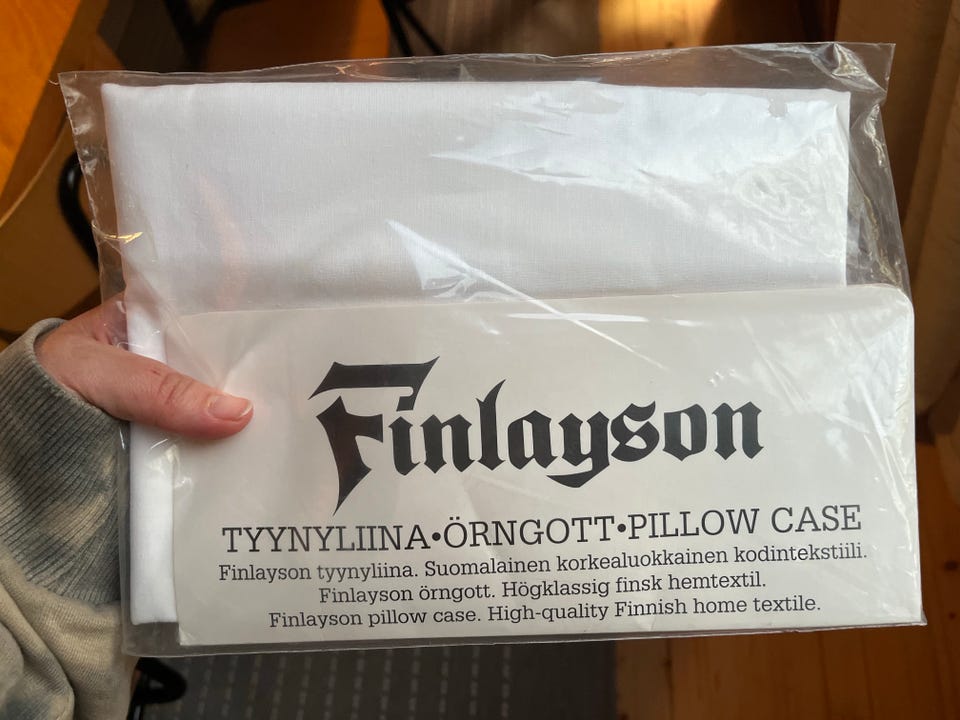 Finlayson
TYYNYLIINA•ÖRNGOTT•PILLOW CASE
Finlayson tyynyliina. Suomalainen korkealuokkainen kodintekstiili.
Finlayson örngott. Högklassig finsk hemtextil.
Finlayson pillow case. High-quality Finnish home textile.